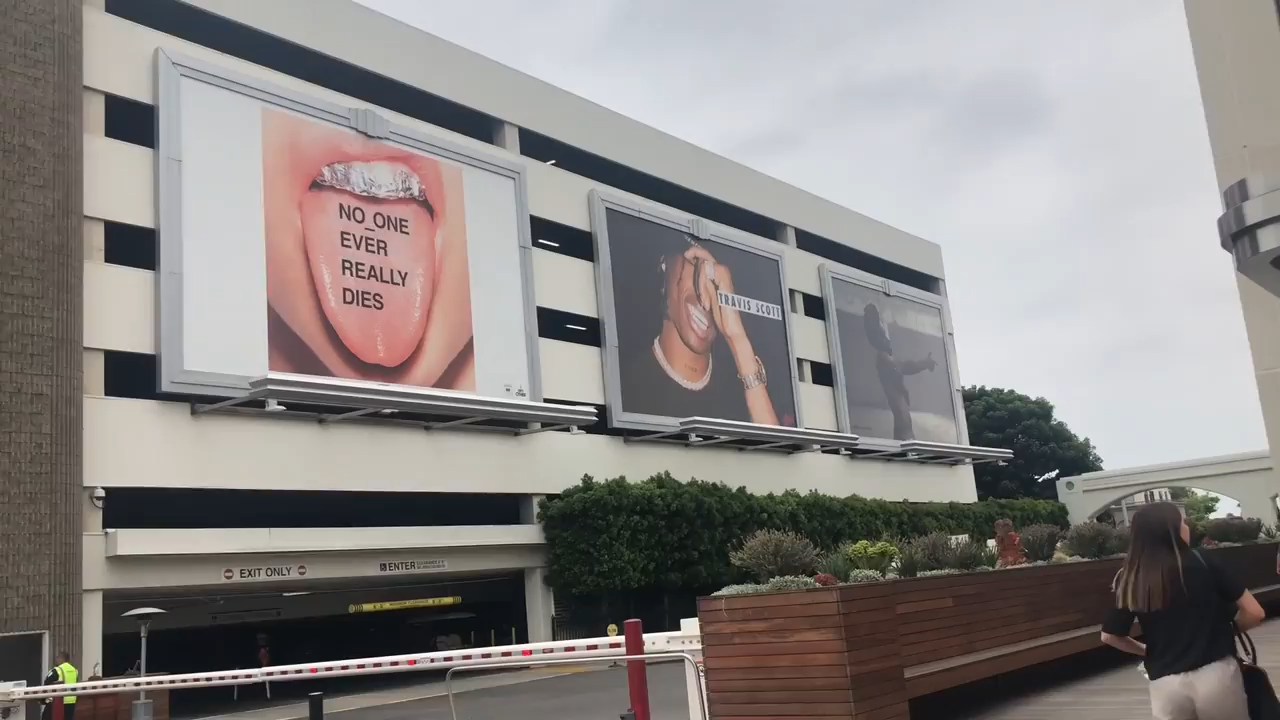 NO_ONE
EVER
REALLY
DIES
TRAVIS SCOTT
EXIT ONLY
ENTER